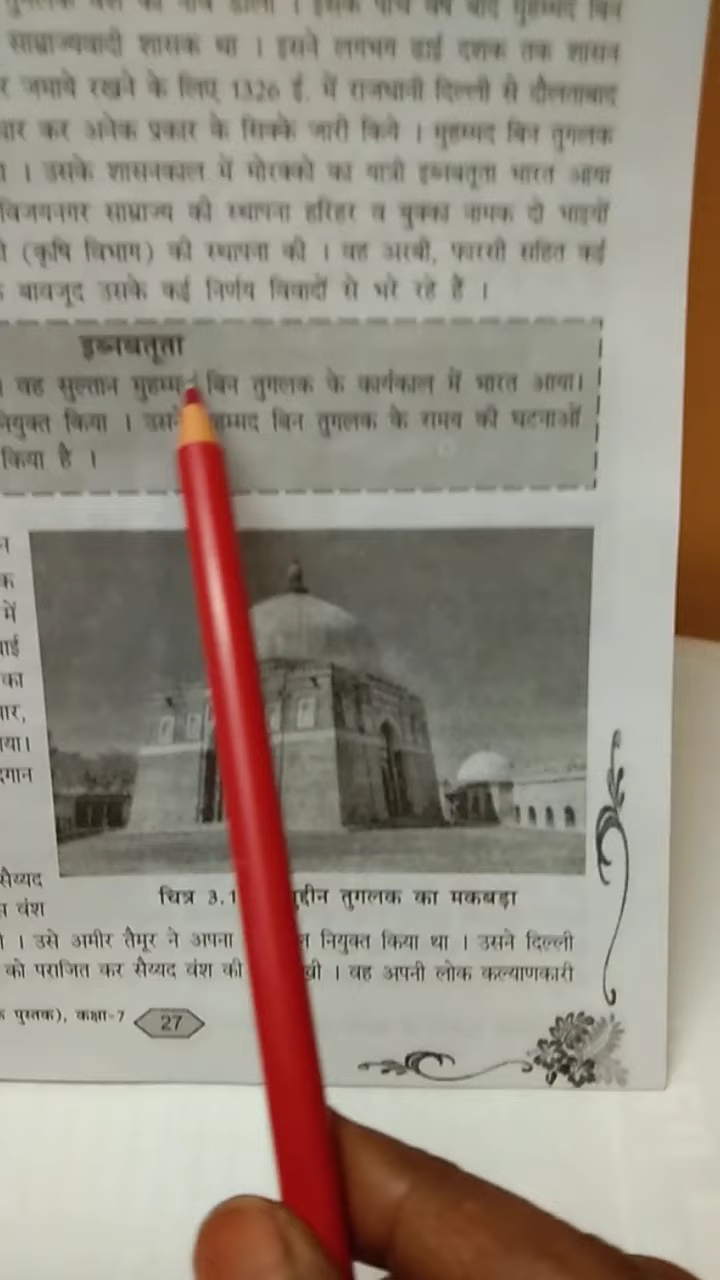 साम्राज्यवादी शासक था । इसने लगभग ढाई दशक तक शासन
जमाये रखने के लिए 1326 ई. में राजधानी दिल्ली से दौलताबाद
कर अनेक प्रकार के सिक्के जारी किये । मुहम्मद बिन तुगलक
। उसके शासनकाल में मोरक्को का यात्री इब्नबतूता भारत आया
विजयनगर साम्राज्य की स्थापना हरिहर व बुक्का नामक दो भाइयों
(कृषि विभाग) की स्थापना की । वह अरबी, फारसी सहित कई
बावजूद उसके कई निर्णय विवादों से भरे रहे हैं ।
इब्नबतूता
। वह सुल्तान मुहम्मद बिन तुगलक के कार्यकाल में भारत आया।
नियुक्त किया । उसने मुहम्मद बिन तुगलक के समय की घटनाओं
किया है ।
न
क
में
का
चित्र 3.1 तुगलक का मकबड़ा
सैय्यद
वंश
। उसे अमीर तैमूर ने अपना नियुक्त किया था । उसने दिल्ली
को पराजित कर सैय्यद वंश की । वह अपनी लोक कल्याणकारी
पुस्तक), कक्षा-7 27